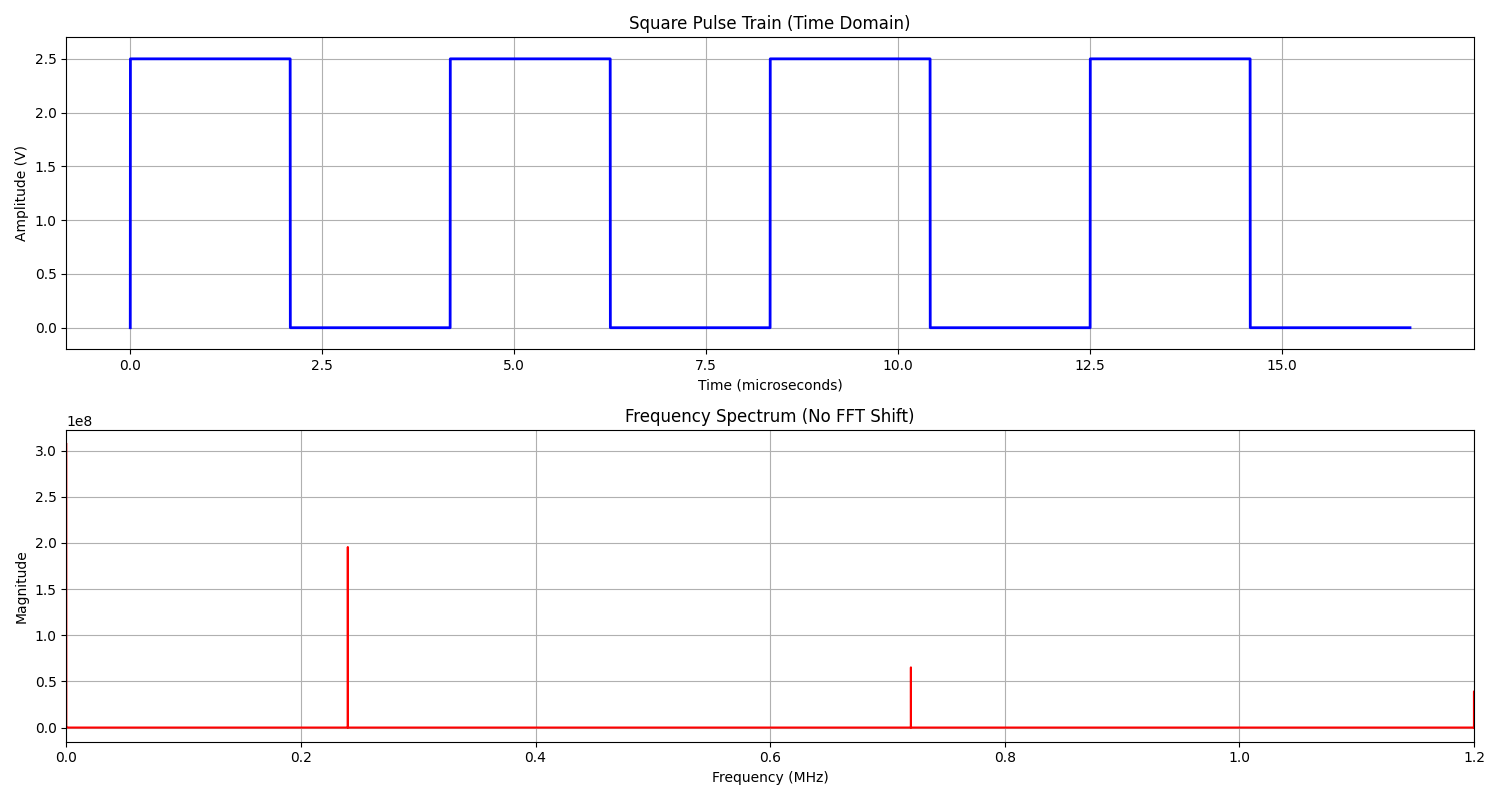 Square Pulse Train (Time Domain)
2.5
2.0
1.5
1.0
0.5
0.0
Amplitude (V)
0.0 2.5 5.0 7.5 10.0 12.5 15.0
Time (microseconds)
Frequency Spectrum (No FFT Shift)
1e8
3.0
2.5
2.0
1.5
1.0
0.5
0.0
Magnitude
0.0 0.2 0.4 0.6 0.8 1.0 1.2
Frequency (MHz)